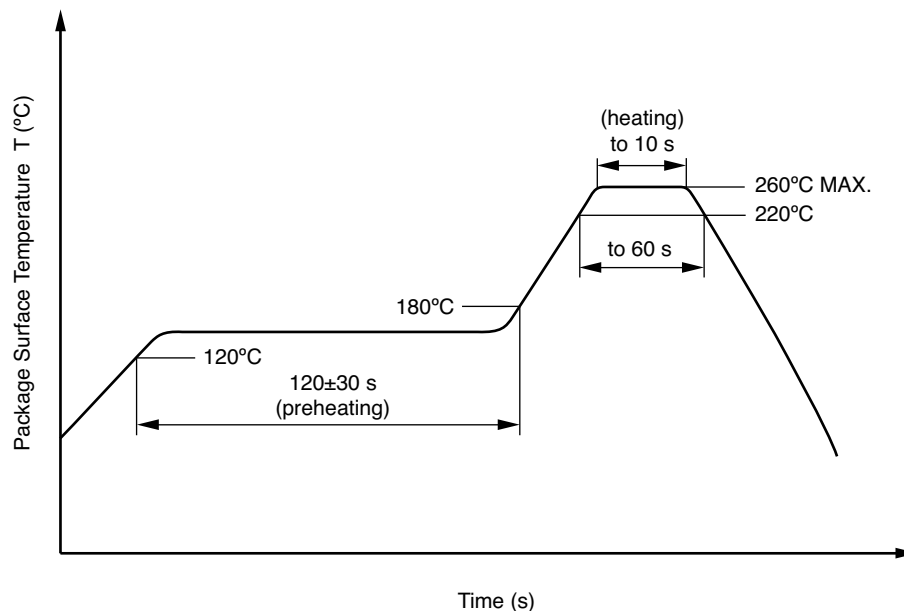 Package Surface Temperature T (ºC)
(heating)
to 10 s
260ºC MAX.
220ºC
to 60 s
180ºC
120ºC
120±30 s
(preheating)
Time (s)